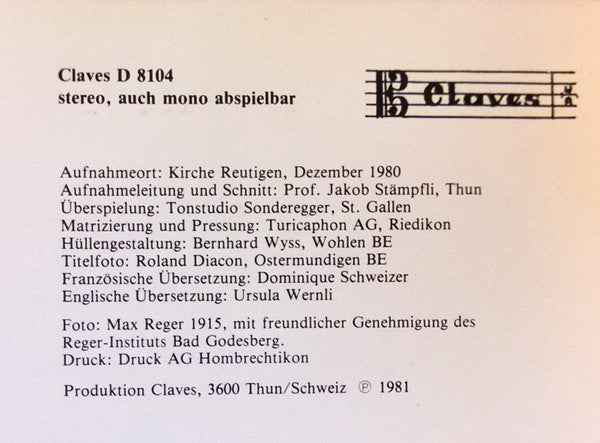 Claves D 8104
stereo, auch mono abspielbar
Claves
Aufnahmeort: Kirche Reutigen, Dezember 1980
Aufnahmeleitung und Schnitt: Prof. Jakob Stämpfli, Thun
Überspielung: Tonstudio Sonderegger, St. Gallen
Matrizierung und Pressung: Turicaphon AG, Riedikon
Hüllengestaltung: Bernhard Wyss, Wohlen BE
Titelfoto: Roland Diacon, Ostermundigen BE
Französische Übersetzung: Dominique Schweizer
Englische Übersetzung: Ursula Wernli
Foto: Max Reger 1915, mit freundlicher Genehmigung des
Reger-Instituts Bad Godesberg.
Druck: Druck AG Hombrechtikon
Produktion Claves, 3600 Thun/Schweiz ℗ 1981